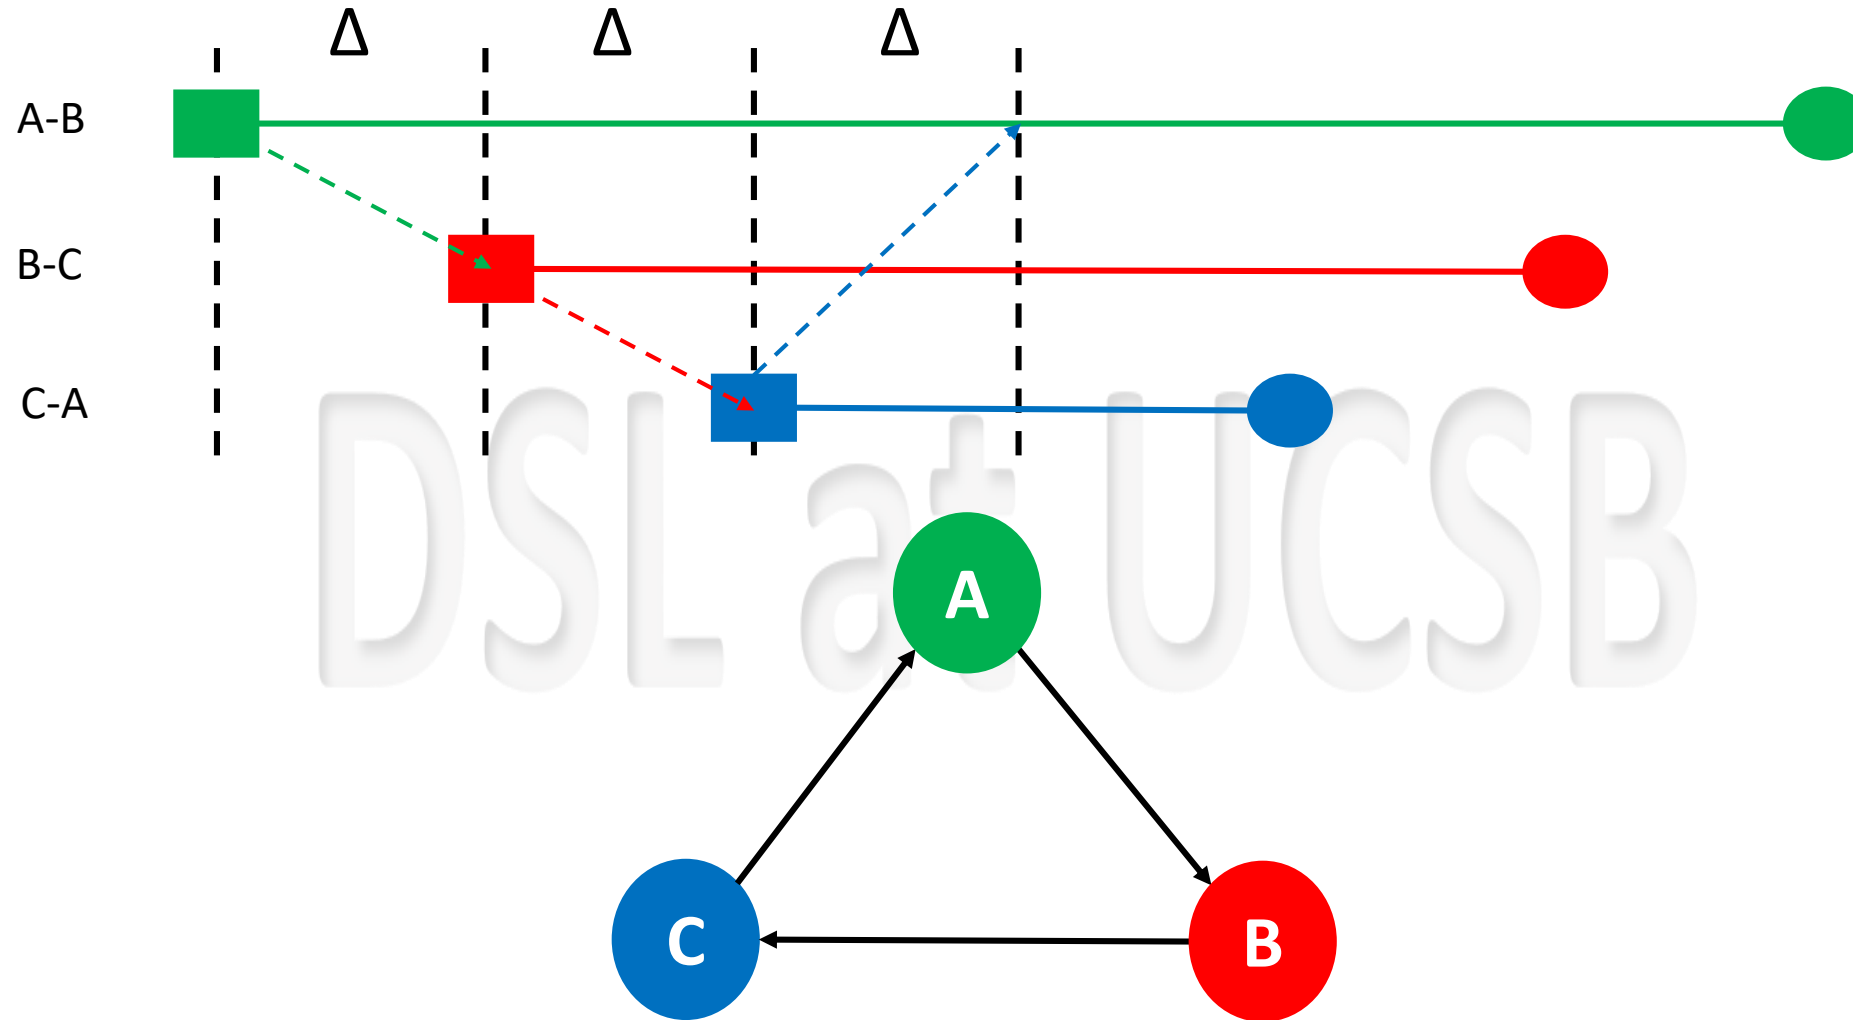 Δ Δ Δ
A-B
B-C
C-A
DSL at UCSB
A
C B